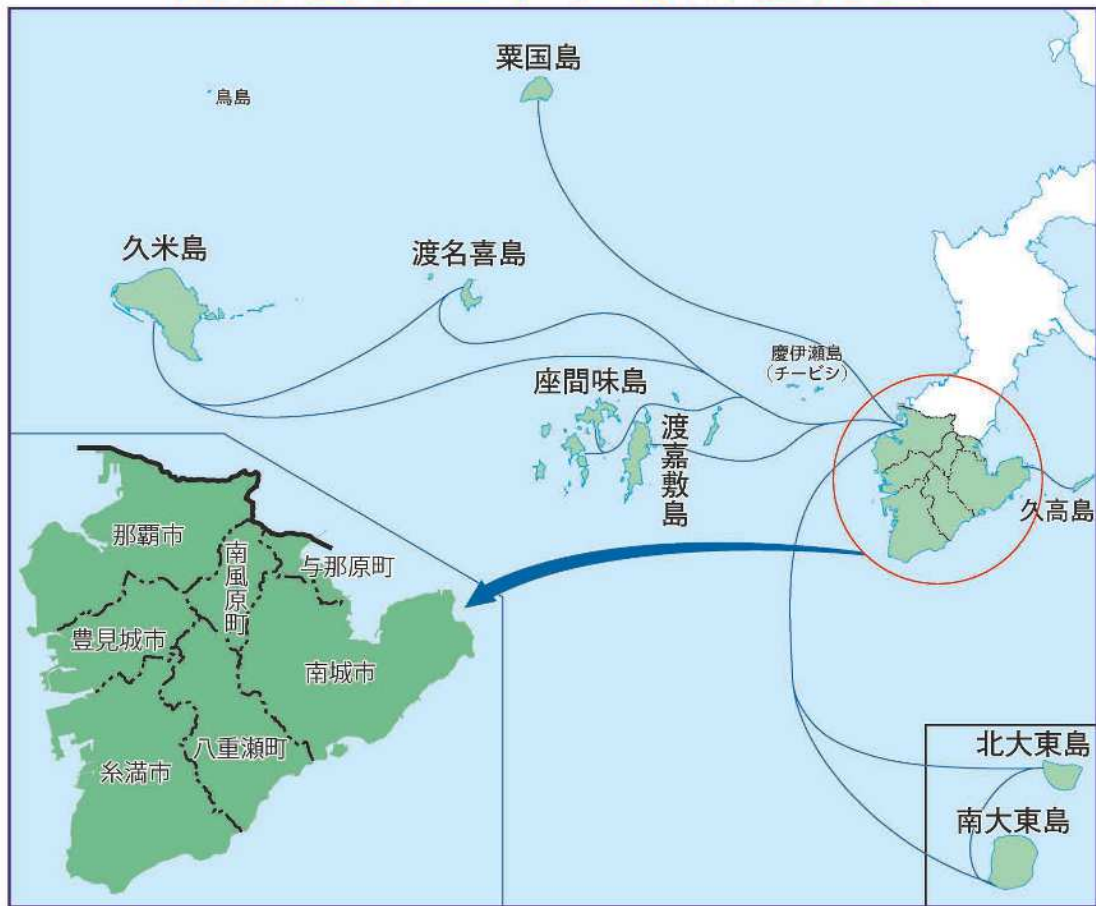 粟国島
鳥島
久米島
渡名喜島
慶伊瀬島
(チービシ)
座間味島
渡嘉敷島
久高島
那覇市
南風原町
与那原町
豊見城市
南城市
八重瀬町
糸満市
北大東島
南大東島